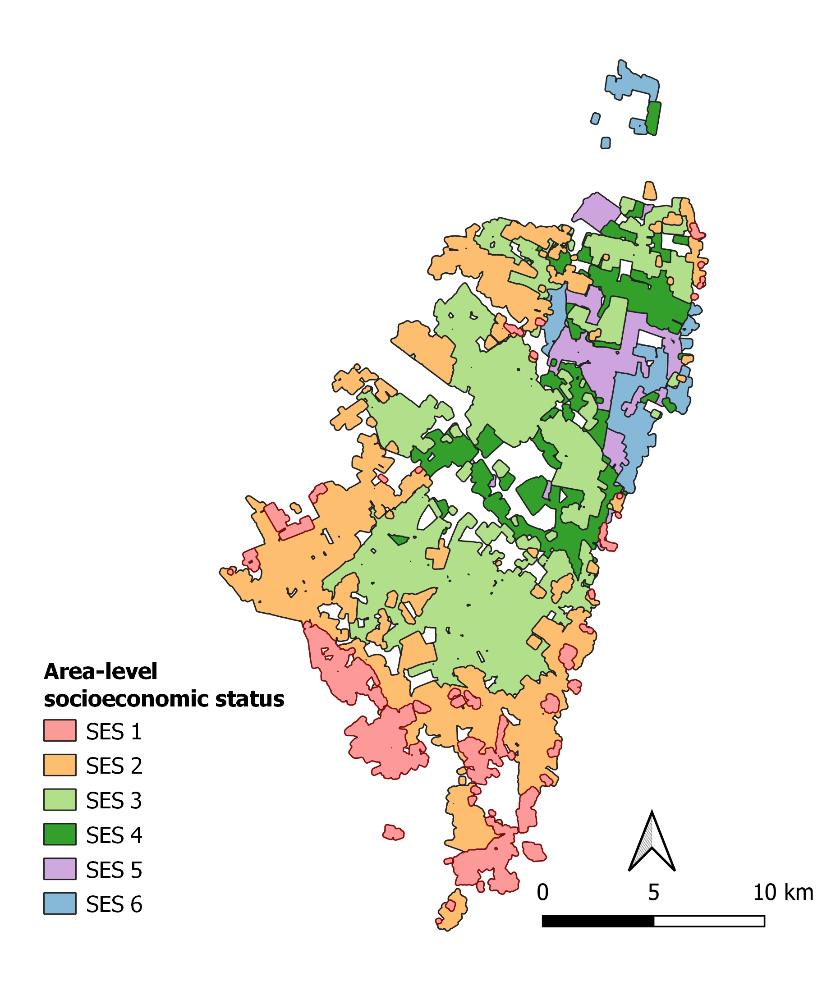 Area-level
socioeconomic status
SES 1
SES 2
SES 3
SES 4
SES 5
SES 6
0 5 10 km